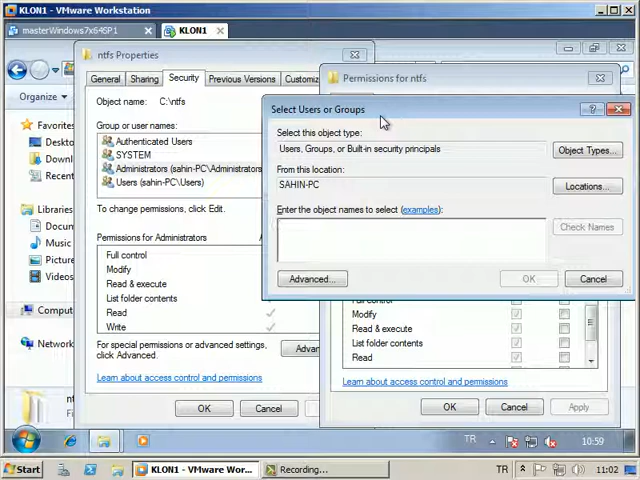 KLON1 - VMware Workstation
masterWindows7x64SP1
KLON1
ntfs Properties
General
Sharing
Security
Previous Versions
Customiz
Object name: C:\ntfs
Group or user names:
Authenticated Users
SYSTEM
Administrators (sahin-PC\Administrators
Users (sahin-PC\Users)
To change permissions, click Edit.
Permissions for Administrators
A
Full control
Modify
Read & execute
List folder contents
Read
Write
For special permissions or advanced settings,
click Advanced.
Advan
Learn about access control and permissions
OK
Cancel
Permissions for ntfs
Select Users or Groups
Select this object type:
Users, Groups, or Built-in security principals
Object Types...
From this location:
SAHIN-PC
Locations...
Enter the object names to select (examples):
Check Names
Advanced...
OK
Cancel
Full control
Modify
Read & execute
List folder contents
Read
Learn about access control and permissions
OK
Cancel
Apply
Organize
Favorites
Deskto
Downlo
Recent
Libraries
Docum
Music
Picture
Videos
Comput
Network
nt
Fi
TR
10:59
Start
KLON1 - VMware Wor...
Recording...
TR
11:02